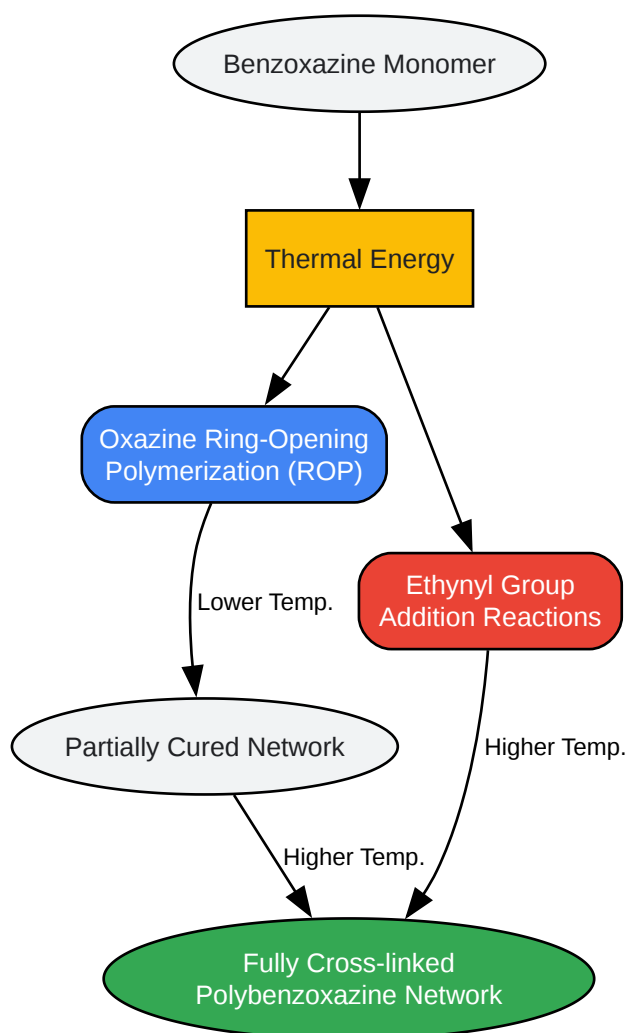 Benzoxazine Monomer
Thermal Energy
Oxazine Ring-Opening
Polymerization (ROP)
Ethynyl Group
Addition Reactions
Lower Temp.
Partially Cured Network
Higher Temp.
Higher Temp.
Fully Cross-linked
Polybenzoxazine Network